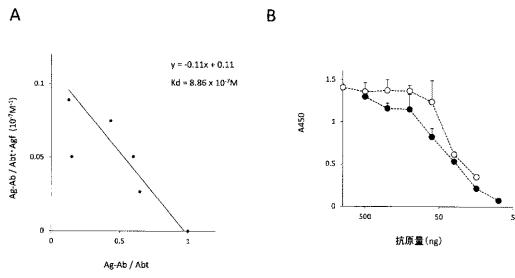 A
y = -0.11x + 0.11
Kd = 8.86 x 10⁻⁷M
Ag-Ab / Abt・Agf (10⁻⁷M⁻¹)
0.1
0.05
0
0
0.5
1
Ag-Ab / Abt
B
A450
1.5
1
0.5
0
500
50
5
抗原量(ng)